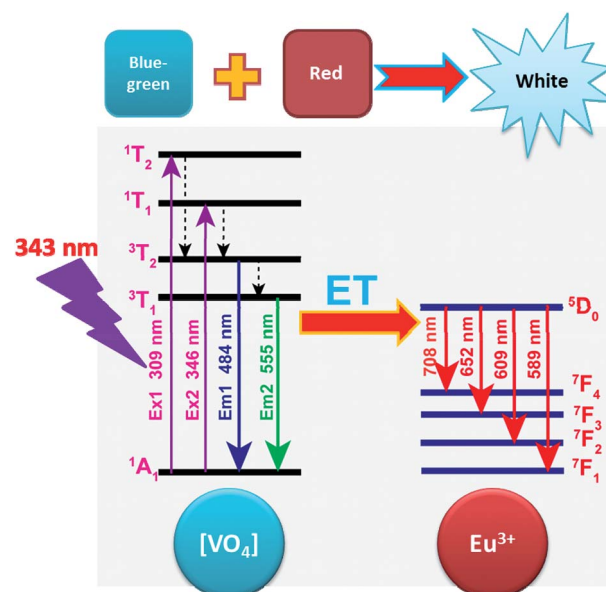 Blue-
green
Red
White
¹T₂
¹T₁
343 nm
³T₂
³T₁
ET
⁵D₀
Ex1 309 nm
Ex2 346 nm
Em1 484 nm
Em2 555 nm
708 nm
652 nm
609 nm
589 nm
⁷F₄
⁷F₃
⁷F₂
⁷F₁
¹A₁
[VO₄]
Eu³⁺